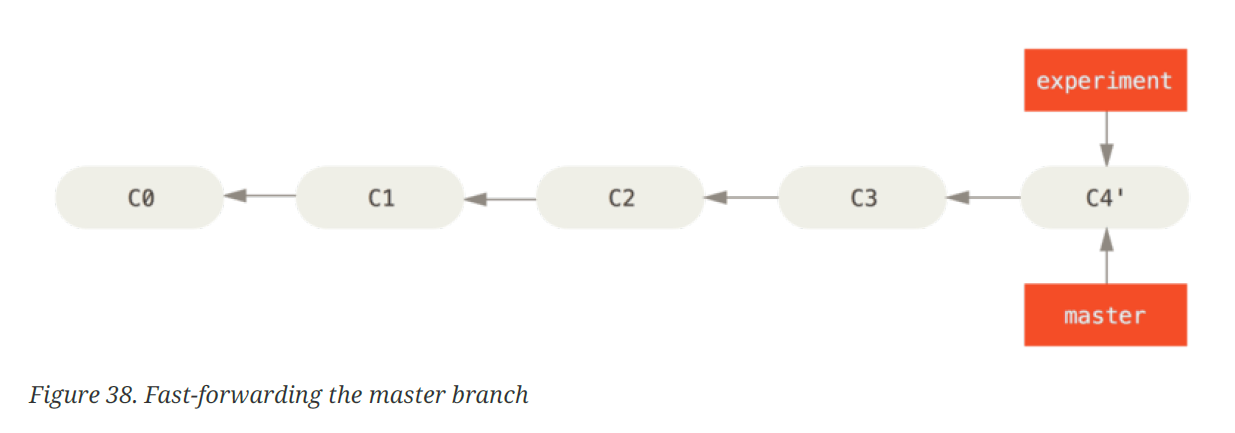 experiment
C0
C1
C2
C3
C4'
master
Figure 38. Fast-forwarding the master branch